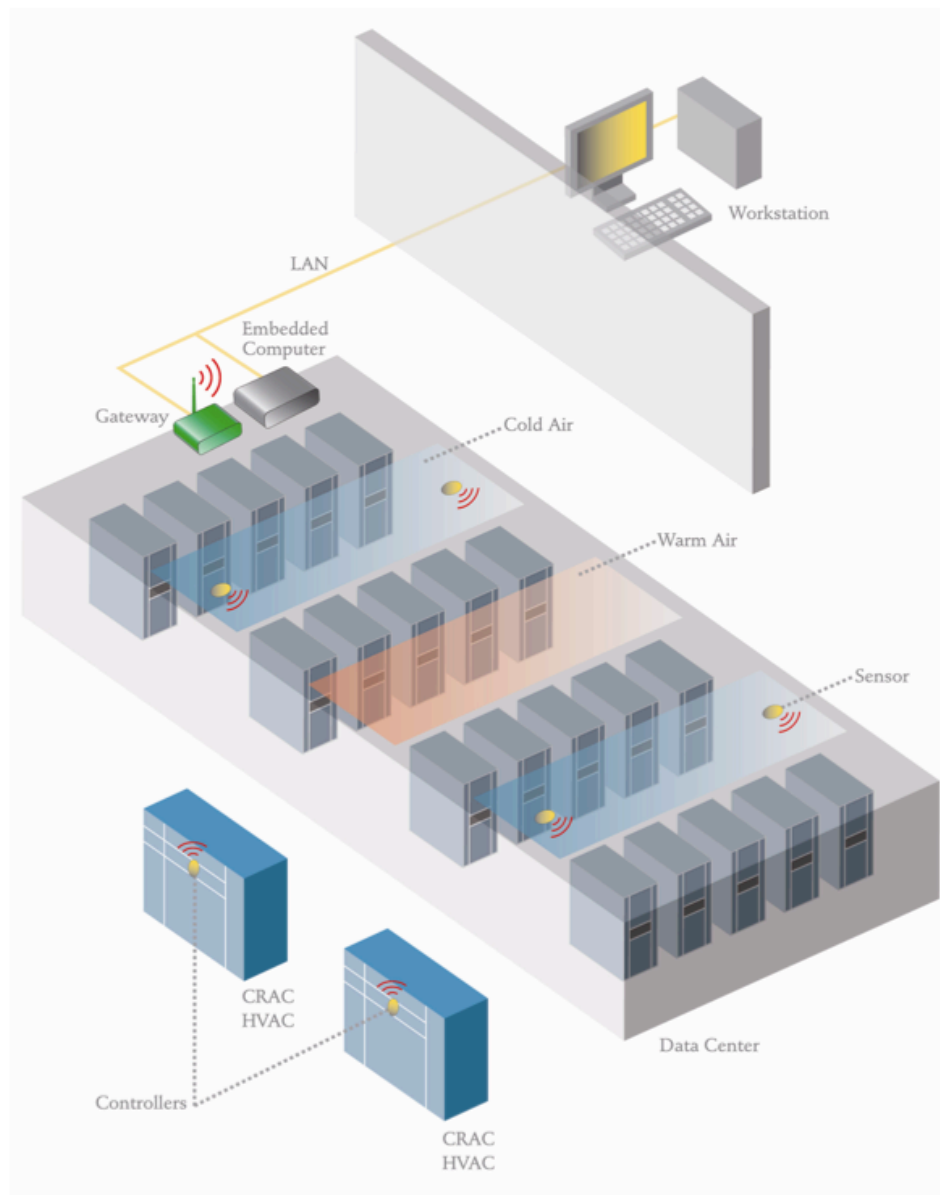 Workstation
LAN
Embedded
Computer
Gateway
Cold Air
Warm Air
Sensor
CRAC
HVAC
Data Center
Controllers
CRAC
HVAC